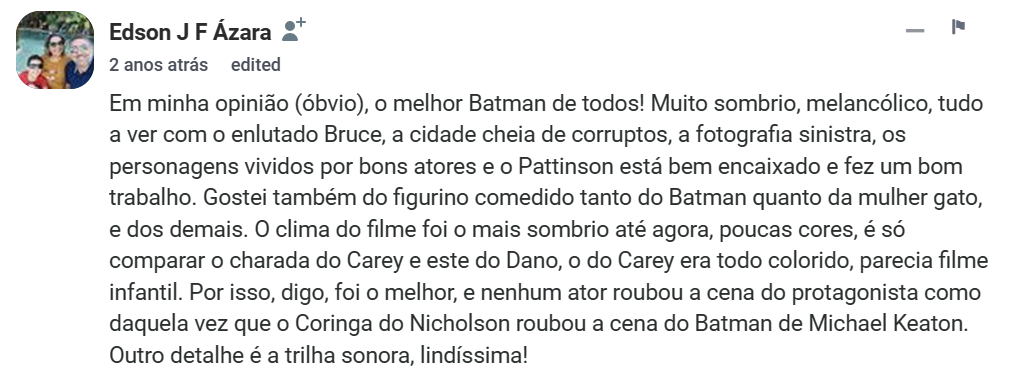 Edson J F Ázara
2 anos atrás edited
Em minha opinião (óbvio), o melhor Batman de todos! Muito sombrio, melancólico, tudo
a ver com o enlutado Bruce, a cidade cheia de corruptos, a fotografia sinistra, os
personagens vividos por bons atores e o Pattinson está bem encaixado e fez um bom
trabalho. Gostei também do figurino comedido tanto do Batman quanto da mulher gato,
e dos demais. O clima do filme foi o mais sombrio até agora, poucas cores, é só
comparar o charada do Carey e este do Dano, o do Carey era todo colorido, parecia filme
infantil. Por isso, digo, foi o melhor, e nenhum ator roubou a cena do protagonista como
daquela vez que o Coringa do Nicholson roubou a cena do Batman de Michael Keaton.
Outro detalhe é a trilha sonora, lindíssima!